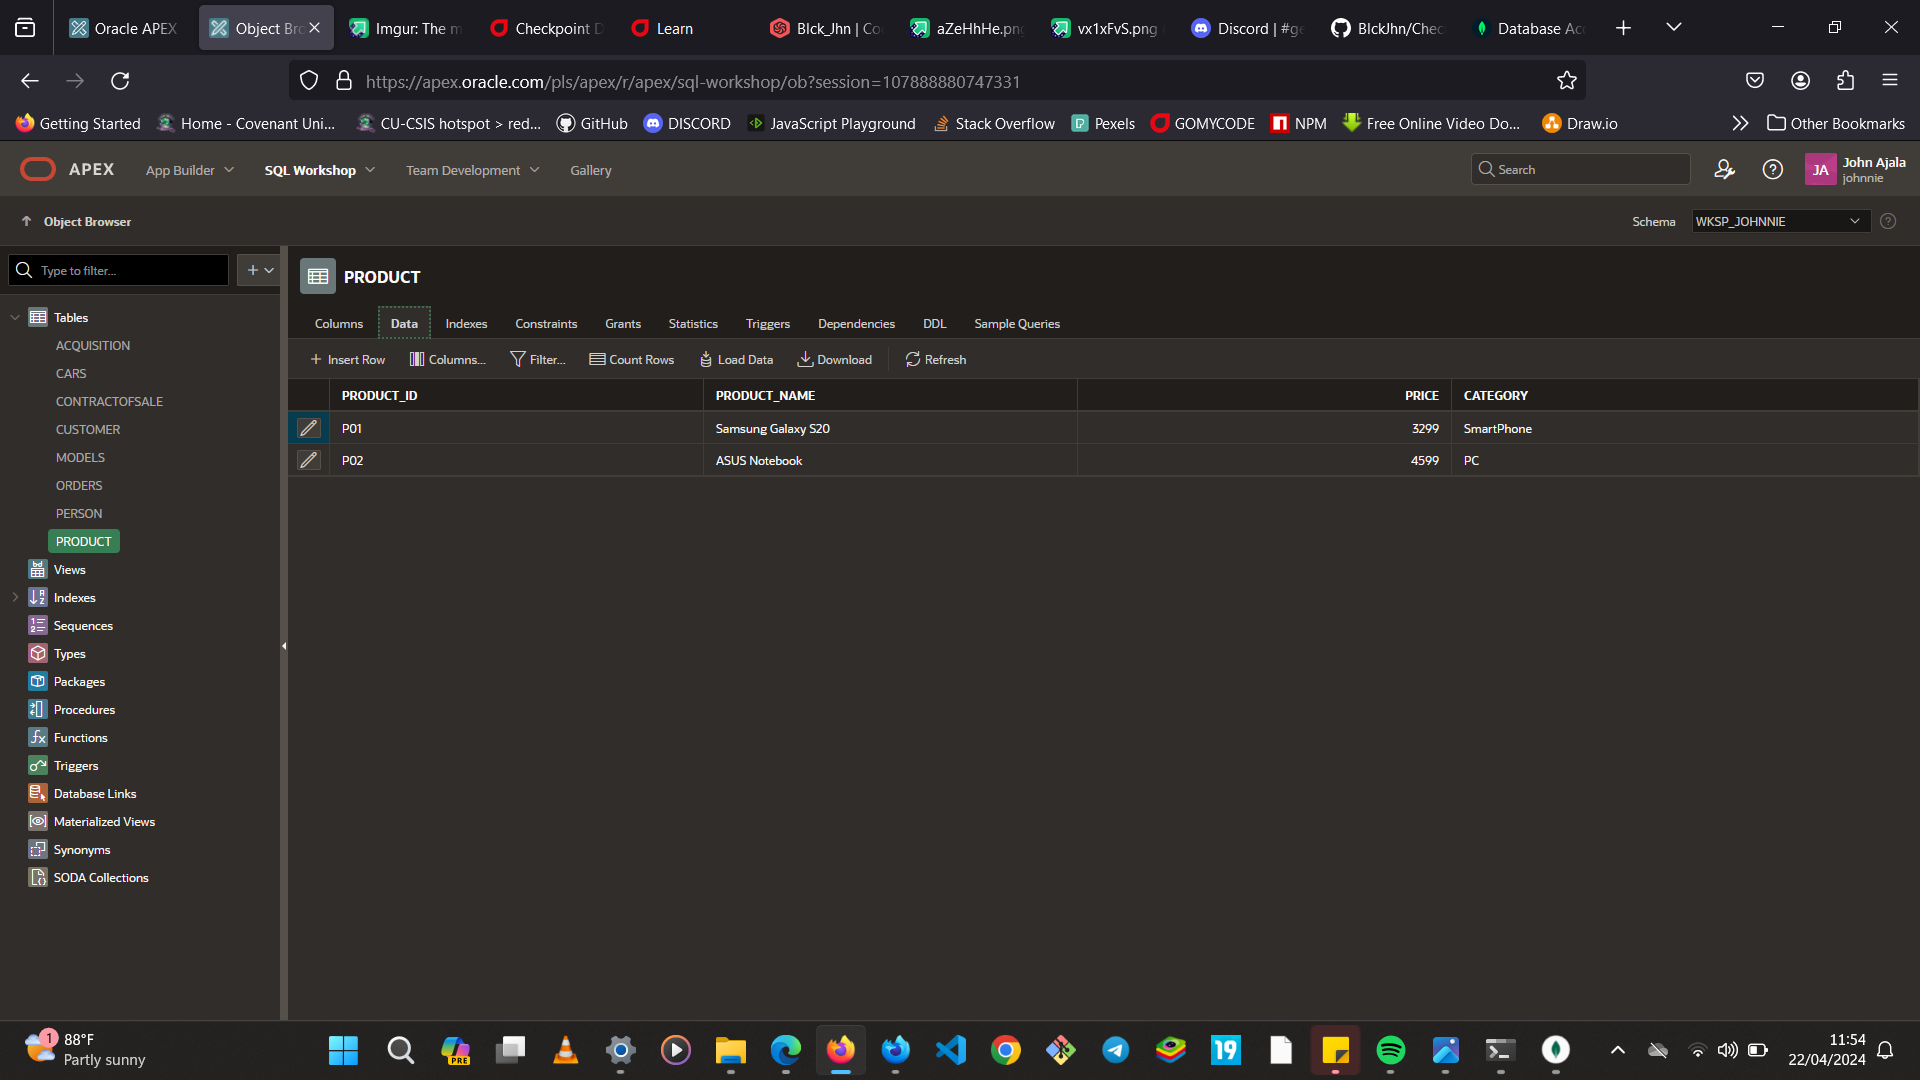 Oracle APEX
Object Bro
Imgur: The m
Checkpoint D
Learn
Blck_Jhn | Co
aZeHhHe.png
vx1xFvS.png
Discord | #ge
BlckJhn/Chec
Database Acc
https://apex.oracle.com/pls/apex/r/apex/sql-workshop/ob?session=107888880747331
Getting Started
Home - Covenant Uni...
CU-CSIS hotspot > red...
GitHub
DISCORD
JavaScript Playground
Stack Overflow
Pexels
GOMYCODE
NPM
Free Online Video Do...
Draw.io
Other Bookmarks
APEX
App Builder
SQL Workshop
Team Development
Gallery
Search
JA
John Ajala
johnnie
Object Browser
Schema
WKSP_JOHNNIE
Type to filter...
PRODUCT
Tables
ACQUISITION
CARS
CONTRACTOFSALE
CUSTOMER
MODELS
ORDERS
PERSON
PRODUCT
Views
Indexes
Sequences
Types
Packages
Procedures
Functions
Triggers
Database Links
Materialized Views
Synonyms
SODA Collections
Columns Data Indexes Constraints Grants Statistics Triggers Dependencies DDL Sample Queries
Insert Row Columns... Filter... Count Rows Load Data Download Refresh
PRODUCT_ID PRODUCT_NAME PRICE CATEGORY
P01 Samsung Galaxy S20 3299 SmartPhone
P02 ASUS Notebook 4599 PC
1
88°F
Partly sunny
PRE
19
11:54
22/04/2024